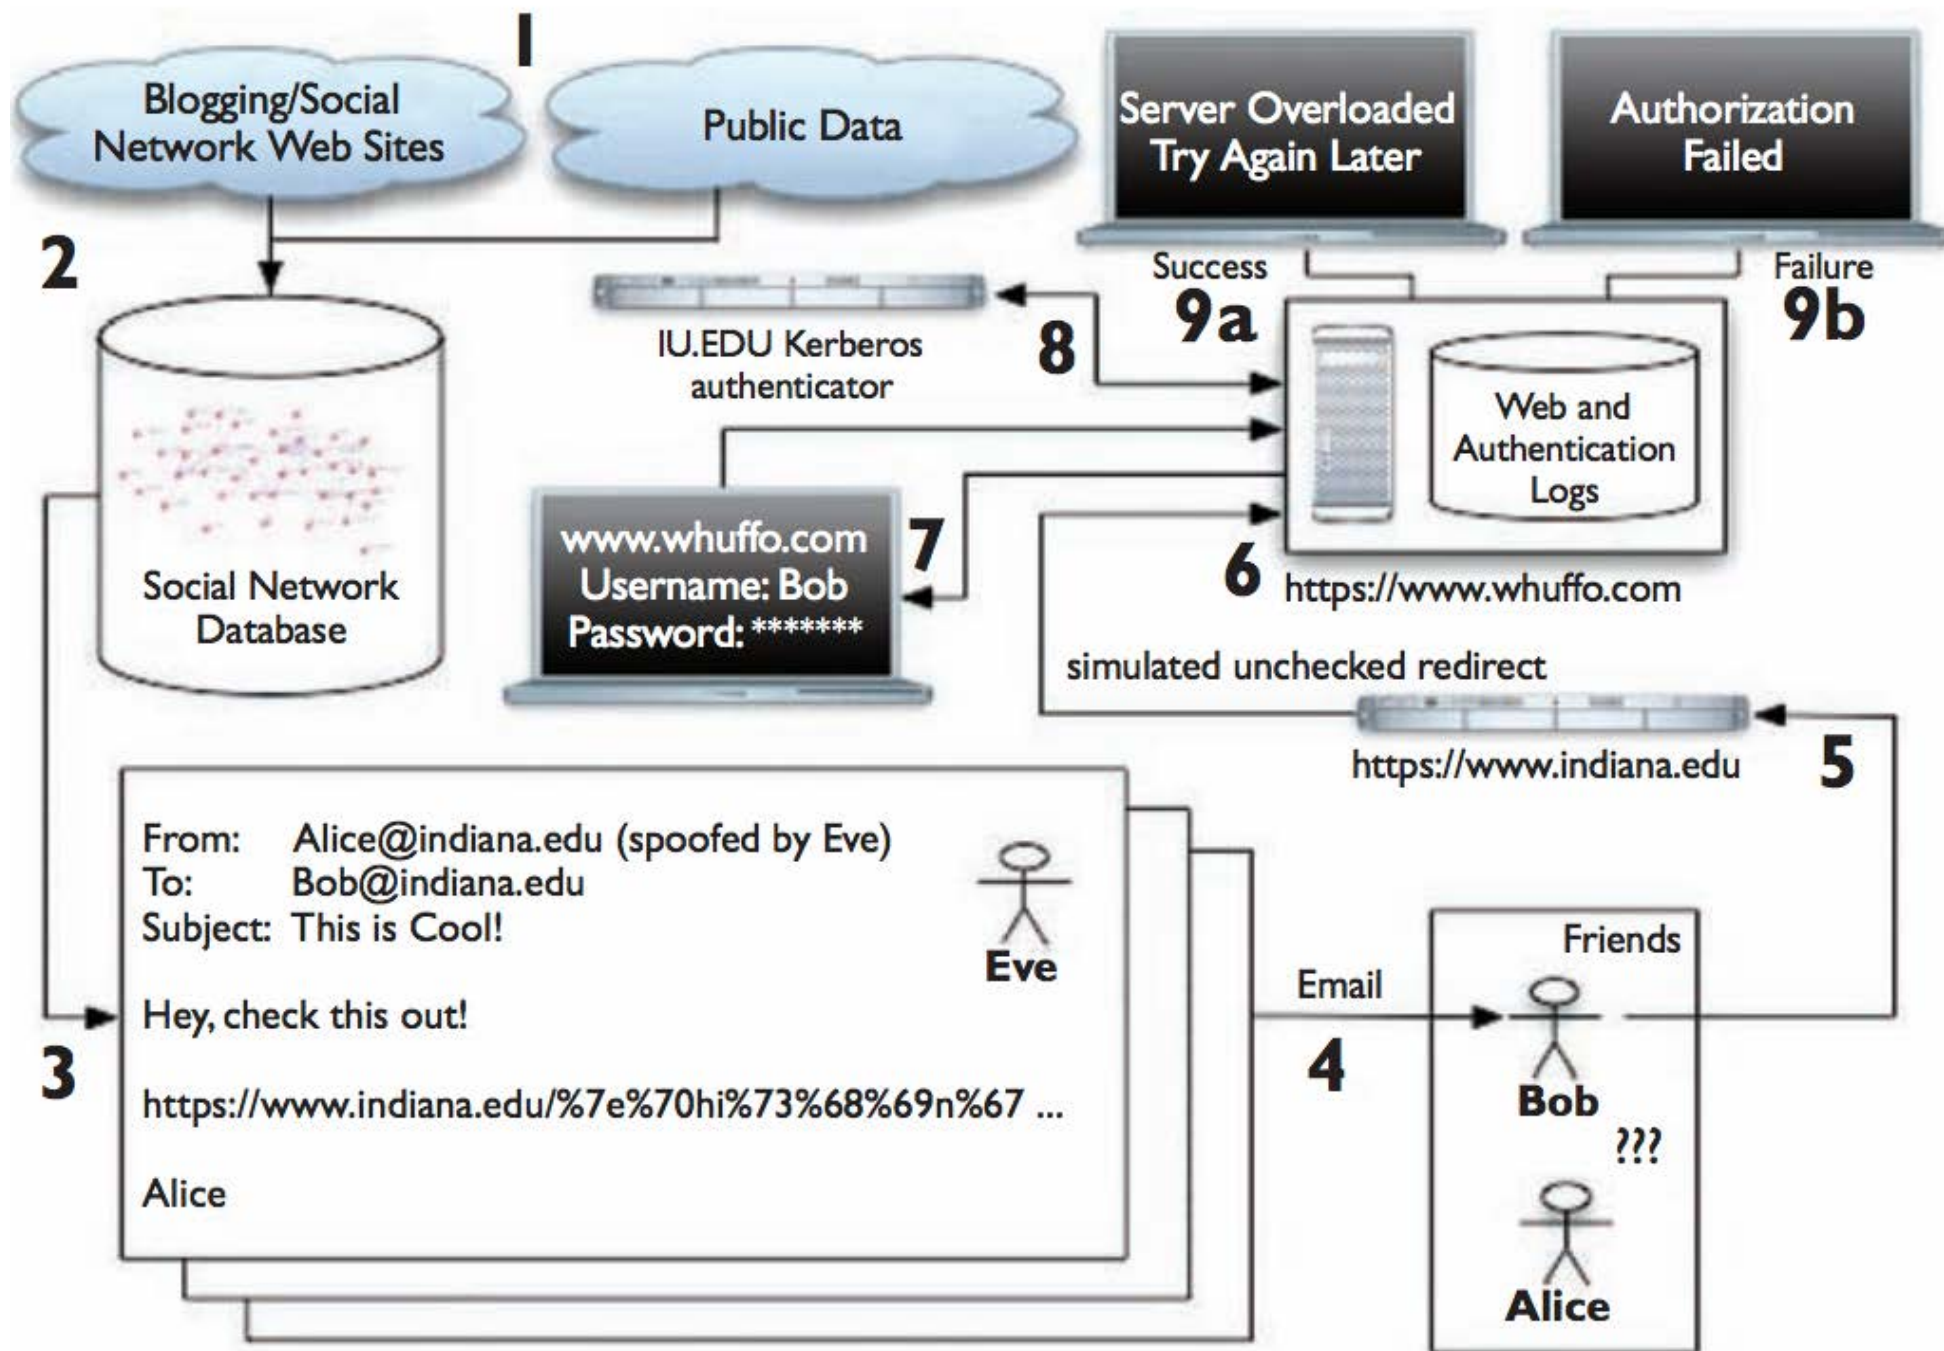 1
Blogging/Social
Network Web Sites
Public Data
Server Overloaded
Try Again Later
Authorization
Failed
2
Success
9a
Failure
9b
IU.EDU Kerberos
authenticator
8
Web and
Authentication
Logs
Social Network
Database
www.whuffo.com
Username: Bob
Password: *******
7
6
https://www.whuffo.com
simulated unchecked redirect
https://www.indiana.edu
5
3
From: Alice@indiana.edu (spoofed by Eve)
To: Bob@indiana.edu
Subject: This is Cool!
Hey, check this out!
https://www.indiana.edu/%7e%70hi%73%68%69n%67 ...
Alice
Eve
Email
4
Friends
Bob
???
Alice